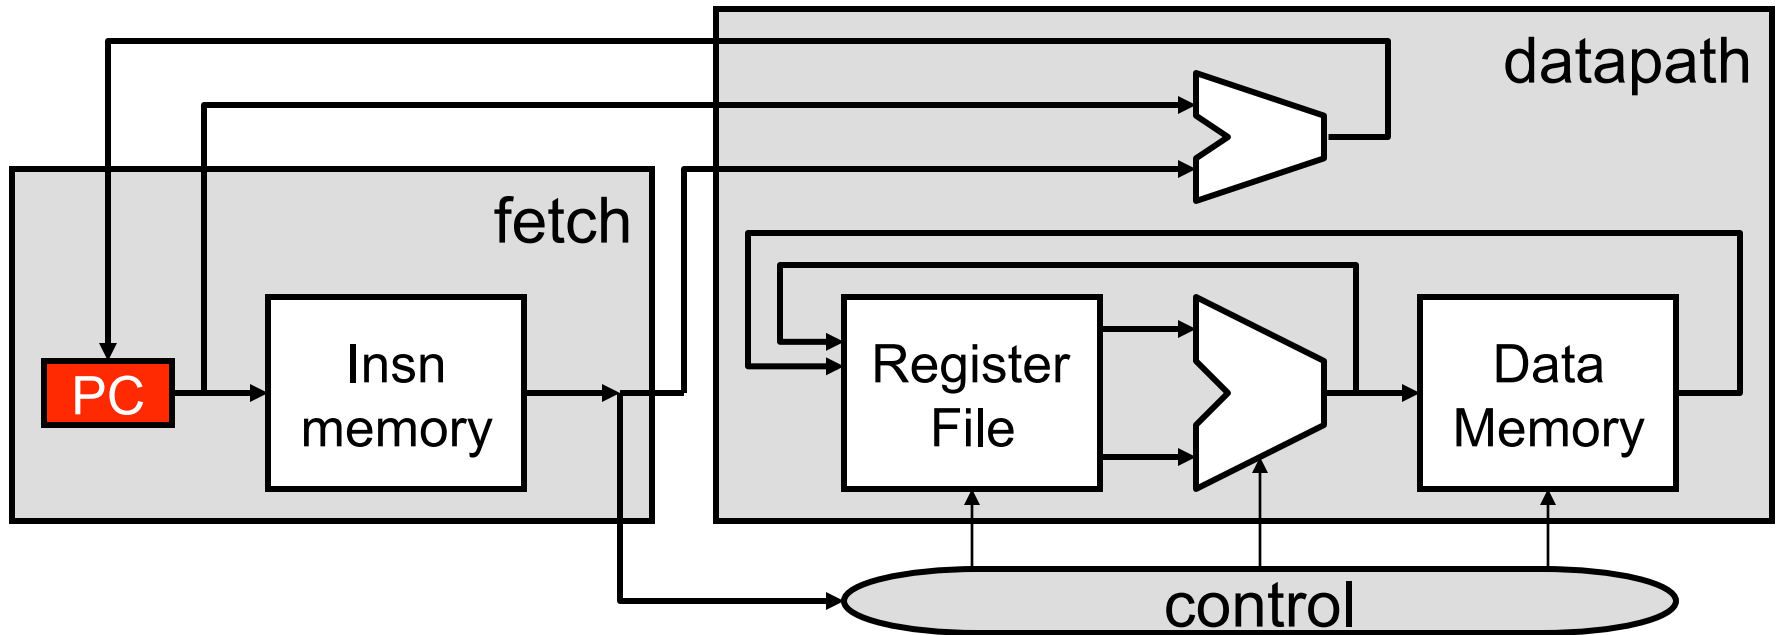 datapath
fetch
PC
Insn
memory
Register
File
Data
Memory
control